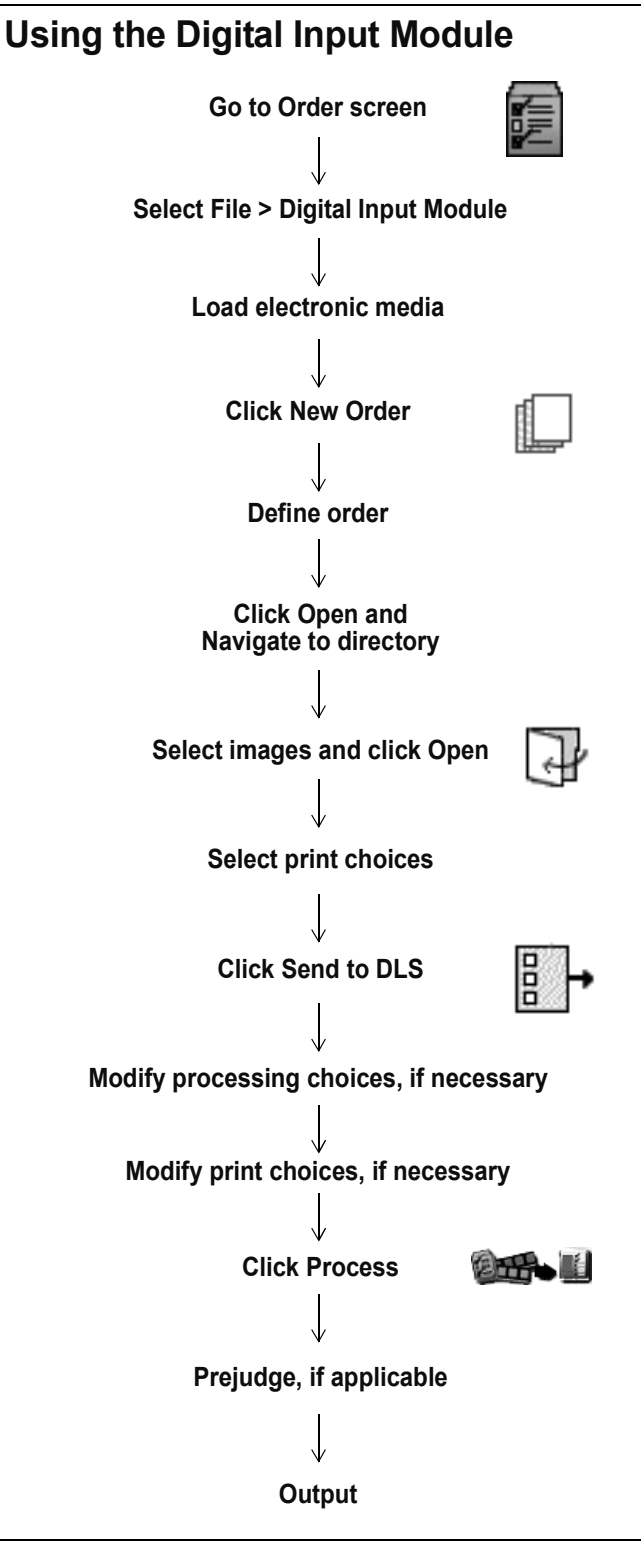 Using the Digital Input Module
Go to Order screen
Select File > Digital Input Module
Load electronic media
Click New Order
Define order
Click Open and
Navigate to directory
Select images and click Open
Select print choices
Click Send to DLS
Modify processing choices, if necessary
Modify print choices, if necessary
Click Process
Prejudge, if applicable
Output